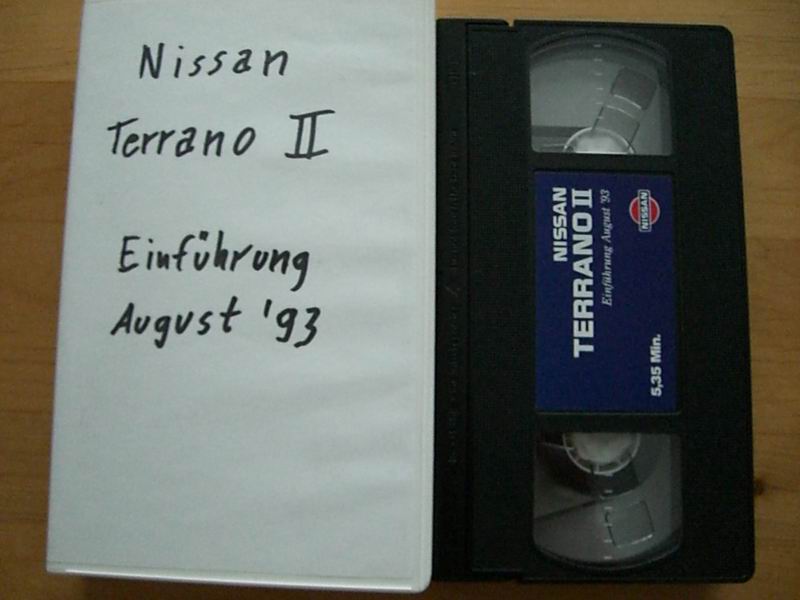 Nissan
Terrano II
Einführung
August '93
NISSAN
TERRANO II
Einführung August '93
NISSAN
5,35 Min.